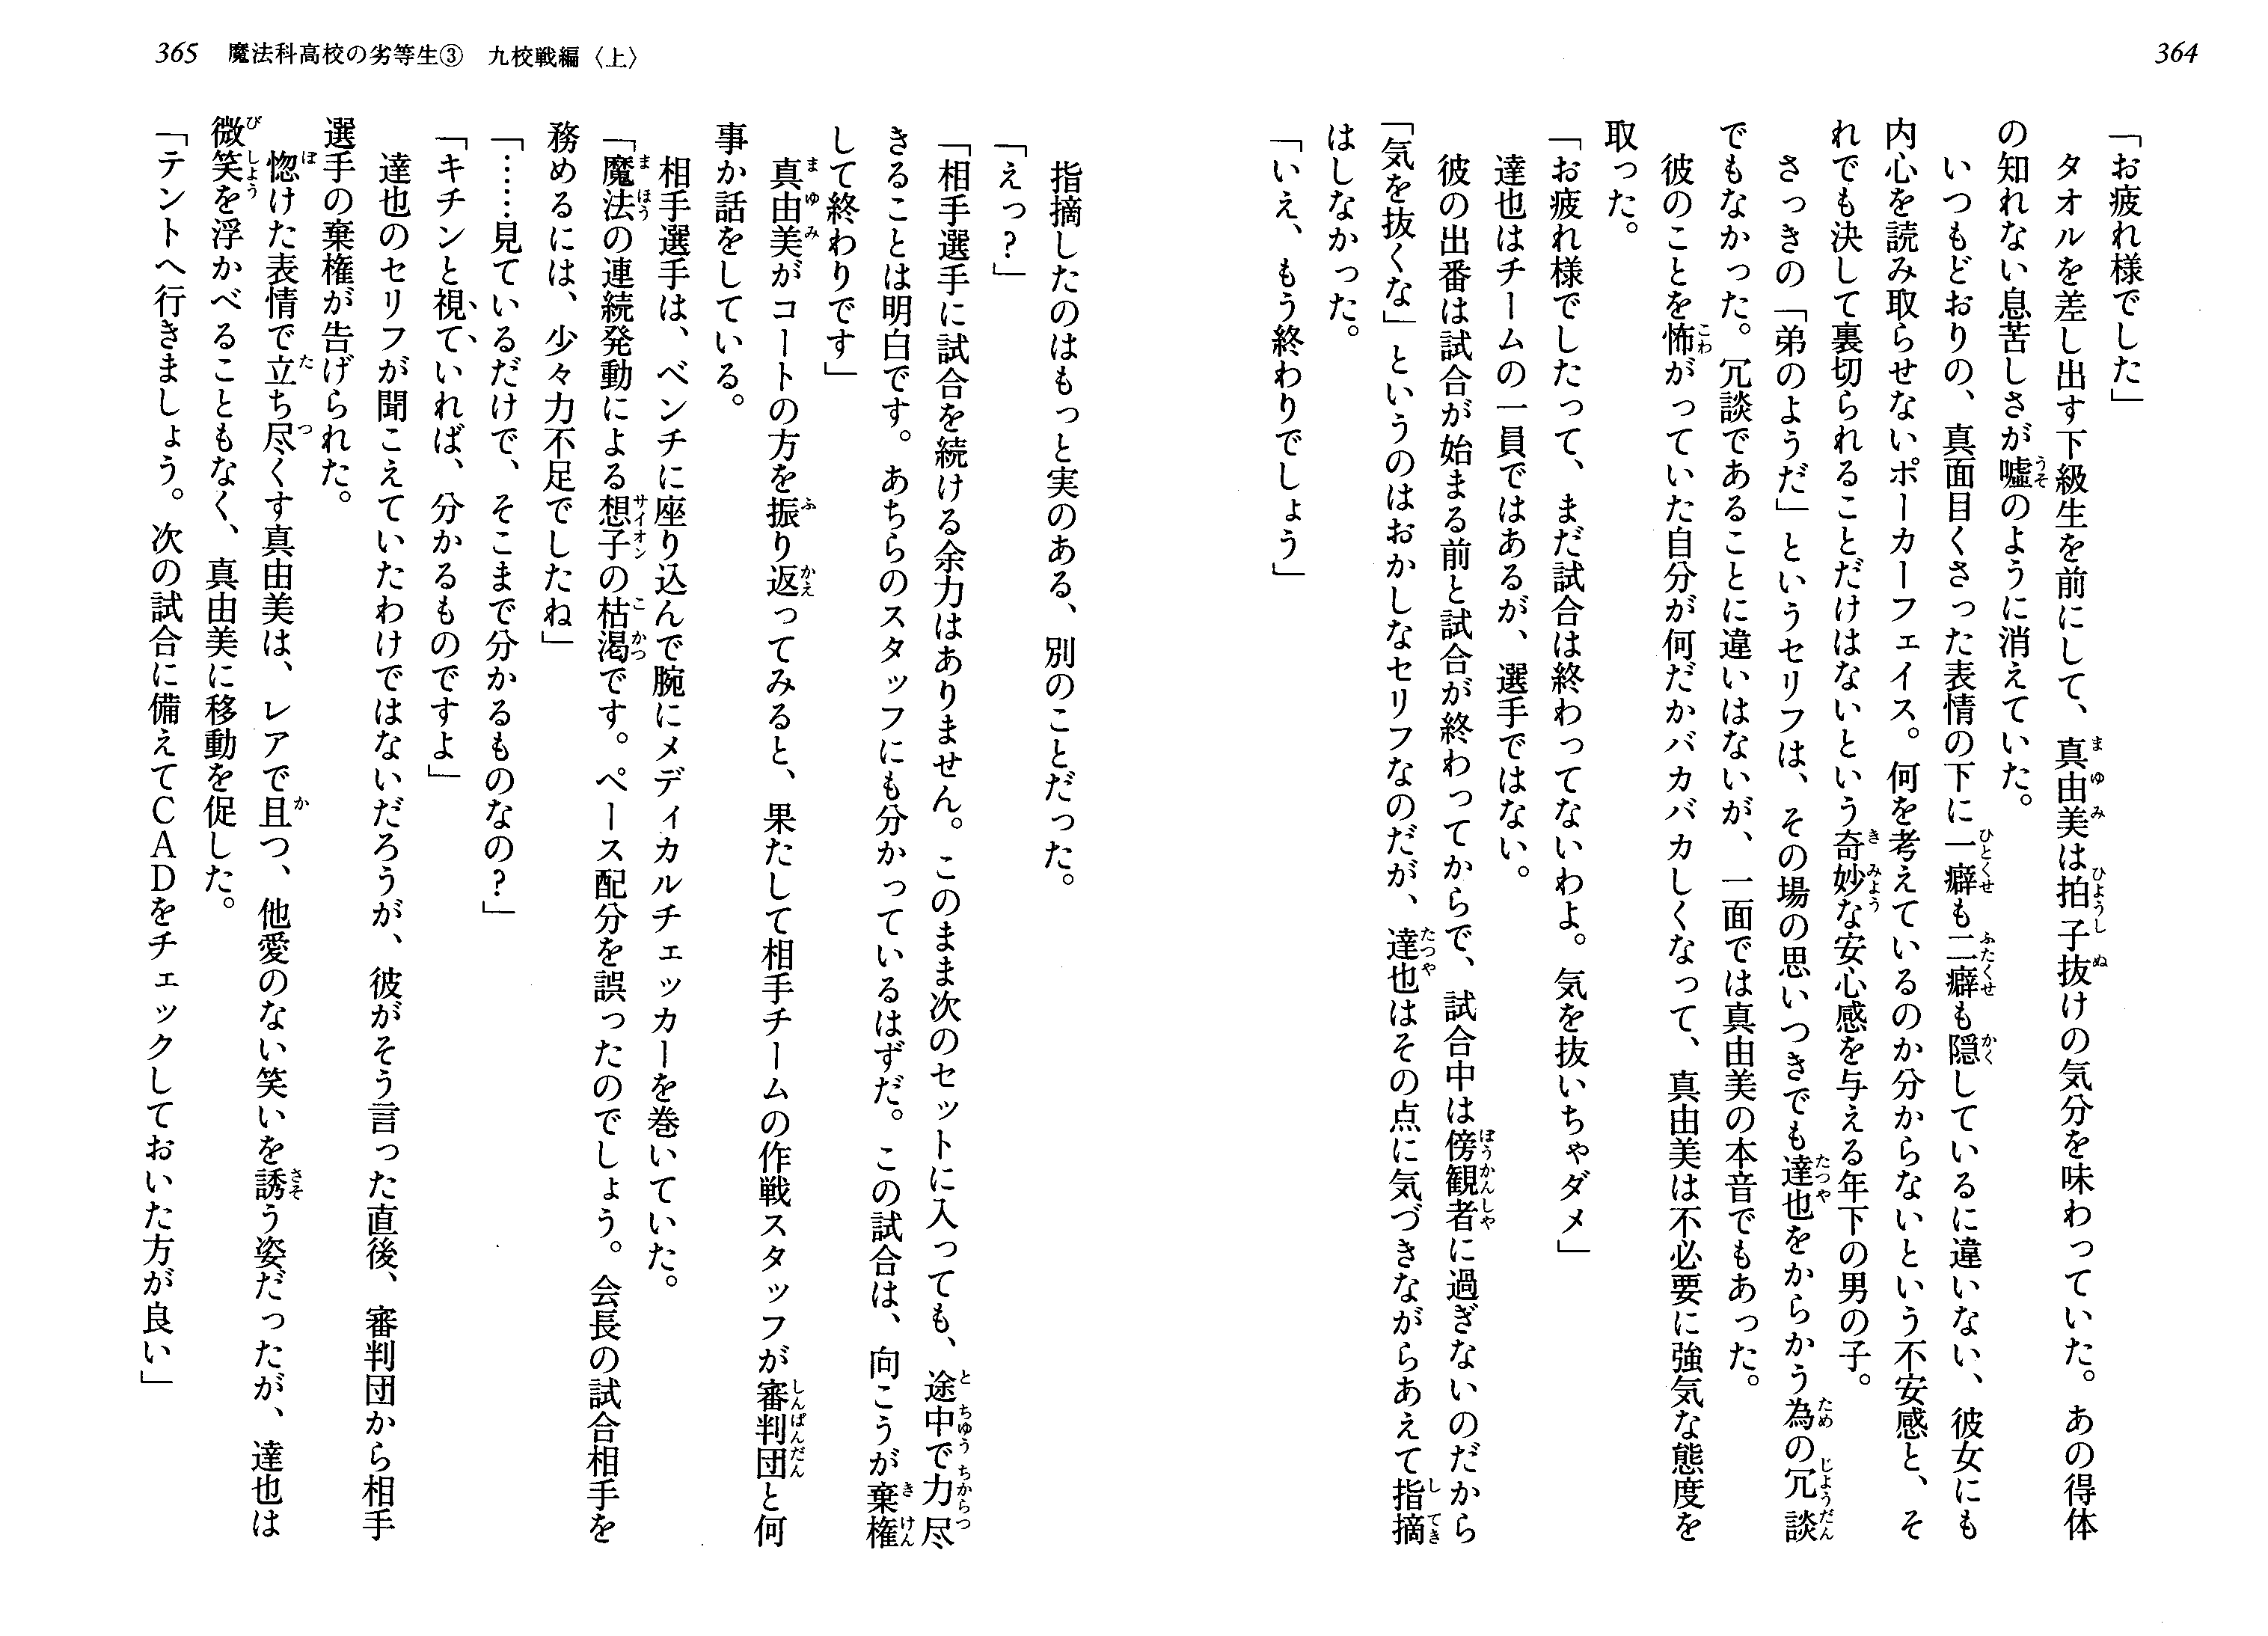 364
「お疲れ様でした」
タオルを差し出す下級生を前にして、真由美は拍子抜けの気分を味わっていた。あの得体
の知れない息苦しさが嘘のように消えていた。
いつもどおりの、真面目くさった表情の下に一癖も二癖も隠しているに違いない、彼女にも
内心を読み取らせないポーカーフェイス。何を考えているのか分からないという不安感と、そ
れでも決して裏切られることだけはないという奇妙な安心感を与える年下の男の子。
さっきの「弟のようだ」というセリフは、その場の思いつきでも達也をからかう為の冗談
でもなかった。冗談であることに違いはないが、一面では真由美の本音でもあった。
彼のことを怖がっていた自分が何だかバカバカしくなって、真由美は不必要に強気な態度を
取った。
「お疲れ様でしたって、まだ試合は終わってないわよ。気を抜いちゃダメ」
達也はチームの一員ではあるが、選手ではない。
彼の出番は試合が始まる前と試合が終わってからで、試合中は傍観者に過ぎないのだから
「気を抜くな」というのはおかしなセリフなのだが、達也はその点に気づきながらあえて指摘
はしなかった。
「いえ、もう終わりでしょう」
365 魔法科高校の劣等生③ 九校戦編〈上〉
指摘したのはもっと実のある、別のことだった。
「えっ？」
「相手選手に試合を続ける余力はありません。このまま次のセットに入っても、途中で力尽
きることは明白です。あちらのスタッフにも分かっているはずだ。この試合は、向こうが棄権
して終わりです」
真由美がコートの方を振り返ってみると、果たして相手チームの作戦スタッフが審判団と何
事か話をしている。
相手選手は、ベンチに座り込んで腕にメディカルチェッカーを巻いていた。
「魔法の連続発動による想子の枯渇です。ペース配分を誤ったのでしょう。会長の試合相手を
務めるには、少々力不足でしたね」
「……見ているだけで、そこまで分かるものなの？」
「キチンと視ていれば、分かるものですよ」
達也のセリフが聞こえていたわけではないだろうが、彼がそう言った直後、審判団から相手
選手の棄権が告げられた。
惚けた表情で立ち尽くす真由美は、レアで且つ、他愛のない笑いを誘う姿だったが、達也は
微笑を浮かべることもなく、真由美に移動を促した。
「テントへ行きましょう。次の試合に備えてＣＡＤをチェックしておいた方が良い」